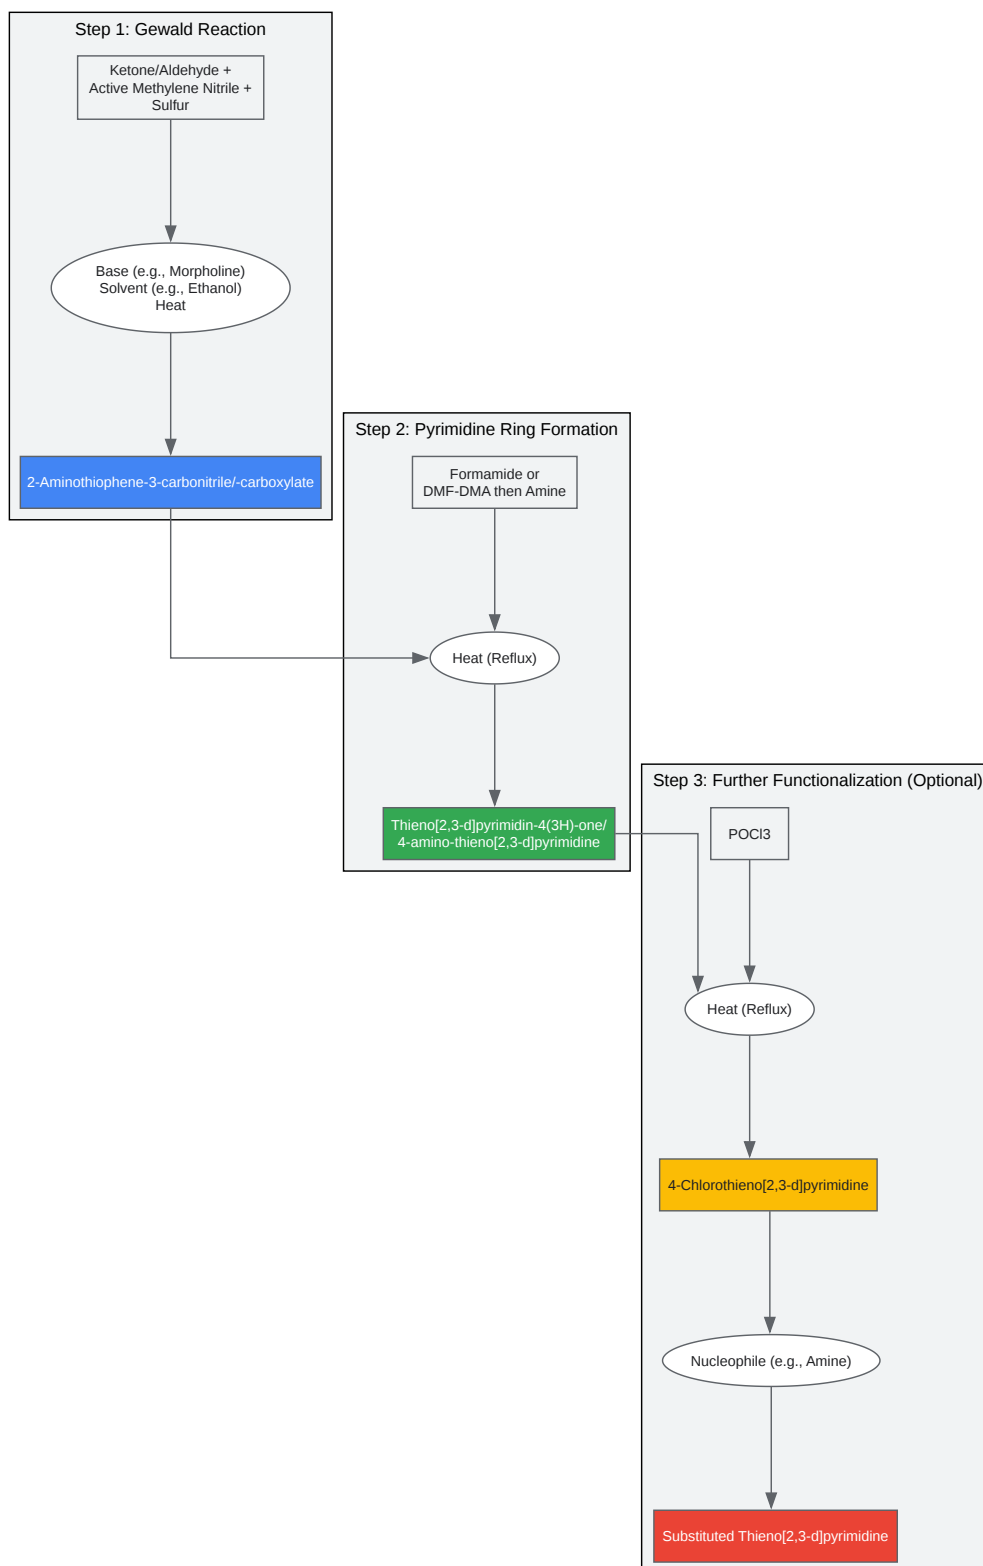 Step 1: Gewald Reaction
Ketone/Aldehyde +
Active Methylene Nitrile +
Sulfur
Base (e.g., Morpholine)
Solvent (e.g., Ethanol)
Heat
2-Aminothiophene-3-carbonitrile/-carboxylate
Step 2: Pyrimidine Ring Formation
Formamide or
DMF-DMA then Amine
Heat (Reflux)
Thieno[2,3-d]pyrimidin-4(3H)-one/
4-amino-thieno[2,3-d]pyrimidine
Step 3: Further Functionalization (Optional)
POCl3
Heat (Reflux)
4-Chlorothieno[2,3-d]pyrimidine
Nucleophile (e.g., Amine)
Substituted Thieno[2,3-d]pyrimidine